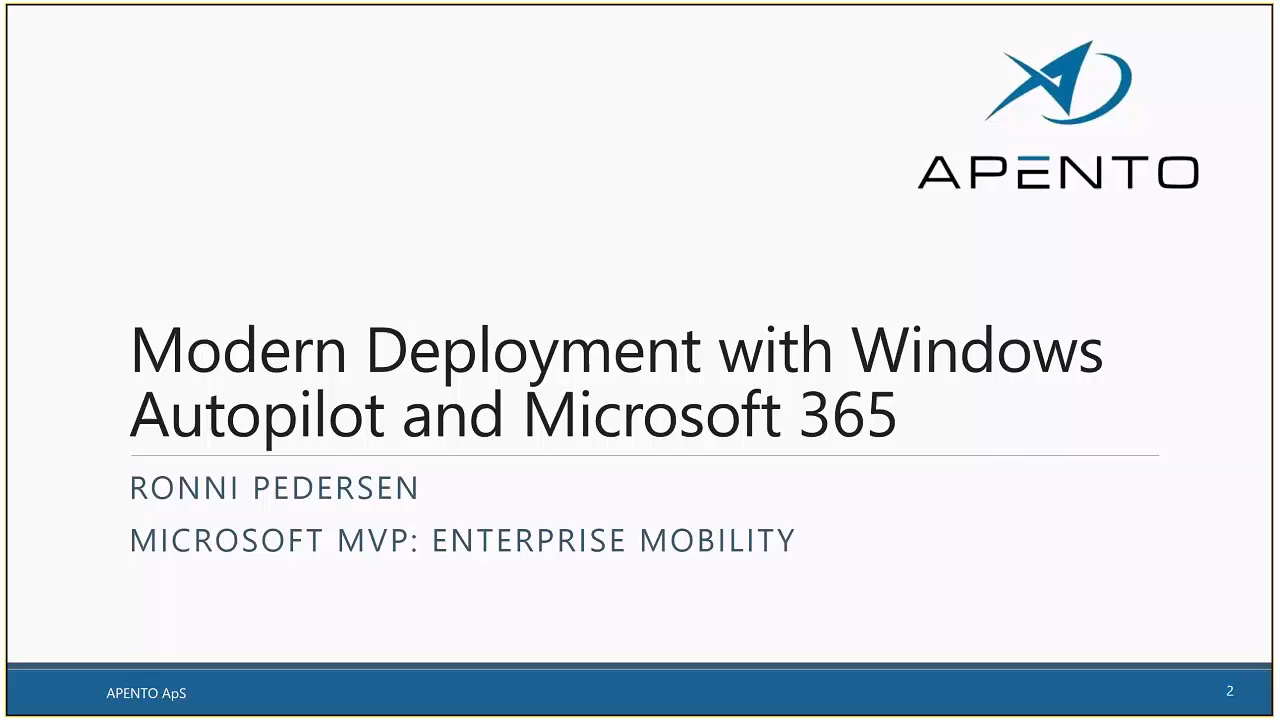 APENTO
Modern Deployment with Windows
Autopilot and Microsoft 365
RONNI PEDERSEN
MICROSOFT MVP: ENTERPRISE MOBILITY
APENTO ApS
2